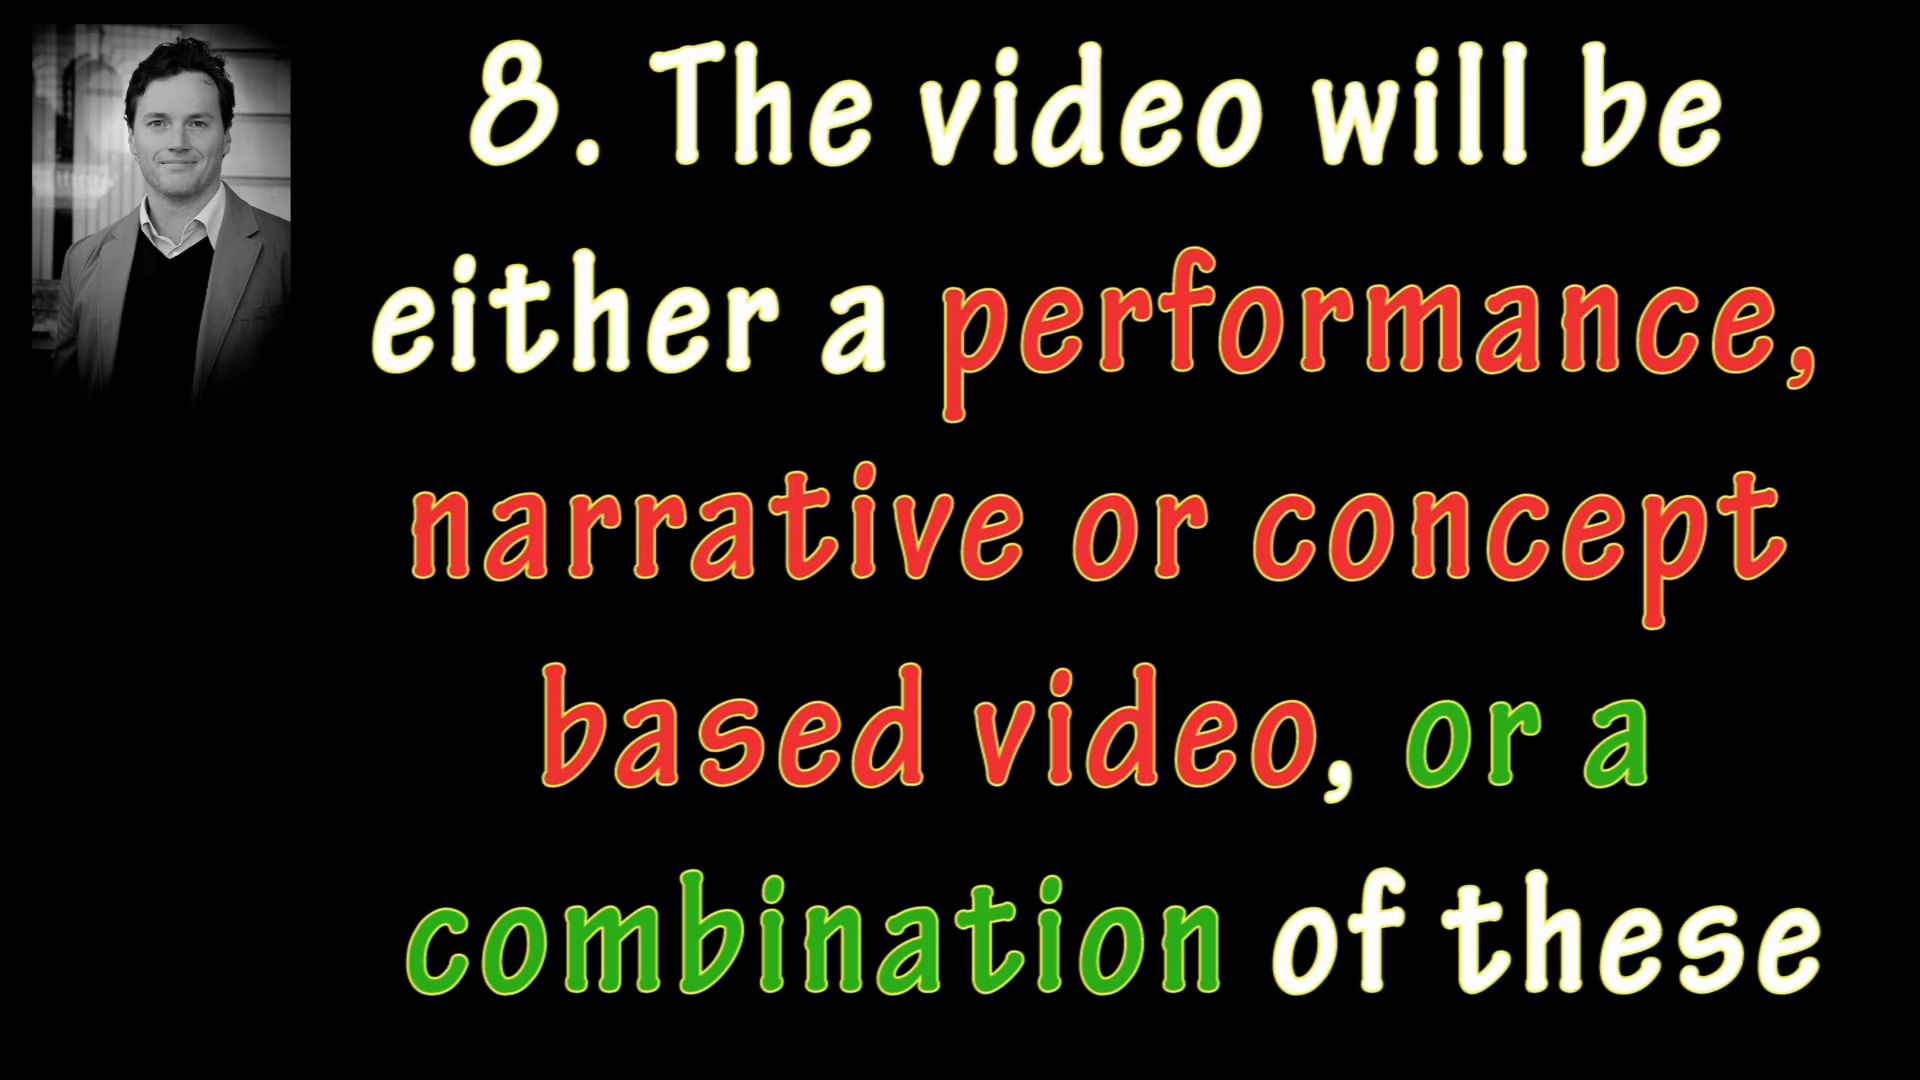 8. The video will be
either a performance,
narrative or concept
based video, or a
combination of these